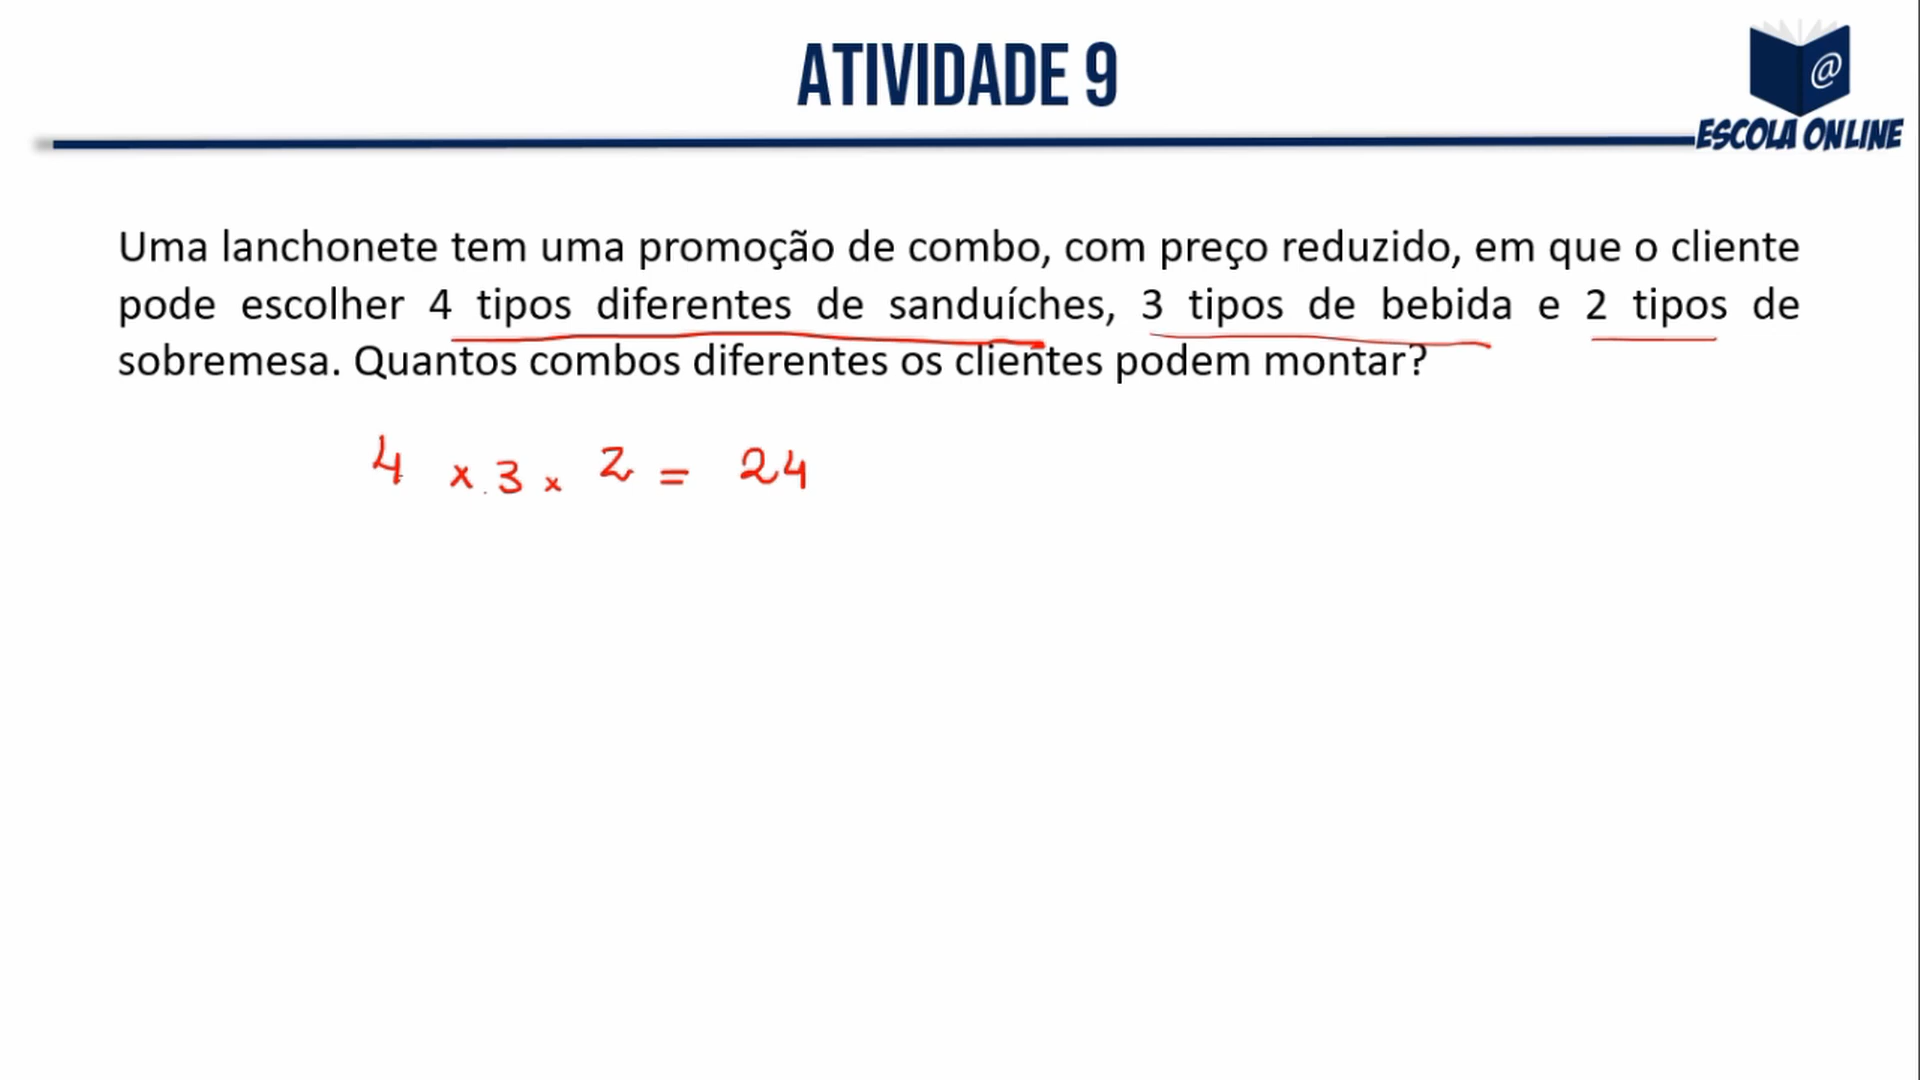 ATIVIDADE 9
@
ESCOLA ONLINE
Uma lanchonete tem uma promoção de combo, com preço reduzido, em que o cliente
pode escolher 4 tipos diferentes de sanduíches, 3 tipos de bebida e 2 tipos de
sobremesa. Quantos combos diferentes os clientes podem montar?
4 x 3 x 2 = 24